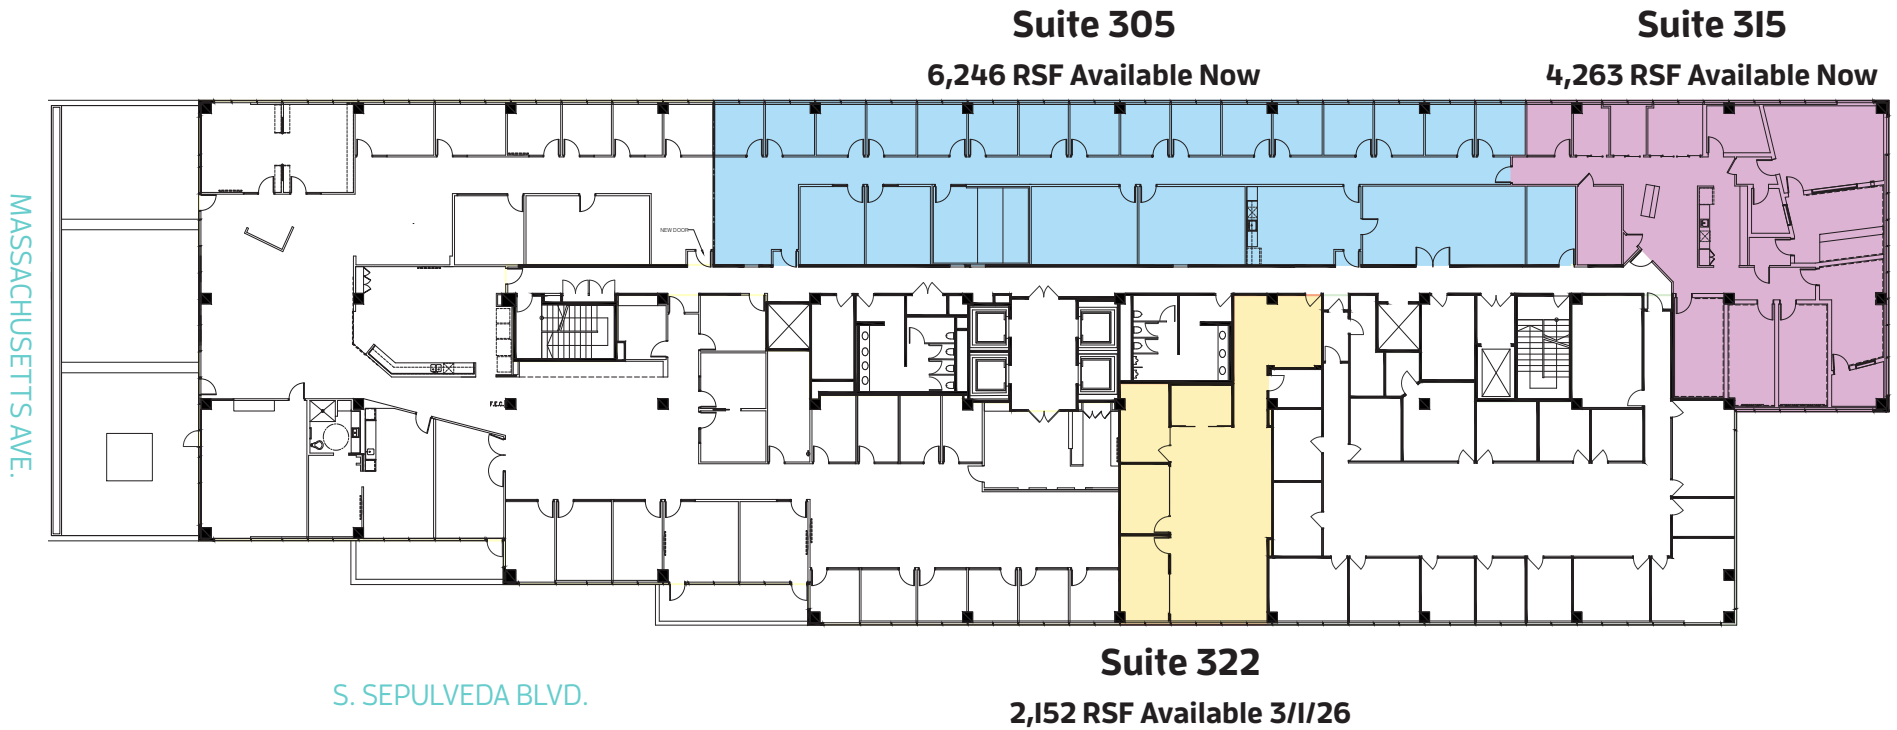 Suite 305
6,246 RSF Available Now
Suite 315
4,263 RSF Available Now
MASSACHUSETTS AVE.
NEW DOOR
F.E.C.
Suite 322
2,152 RSF Available 3/1/26
S. SEPULVEDA BLVD.